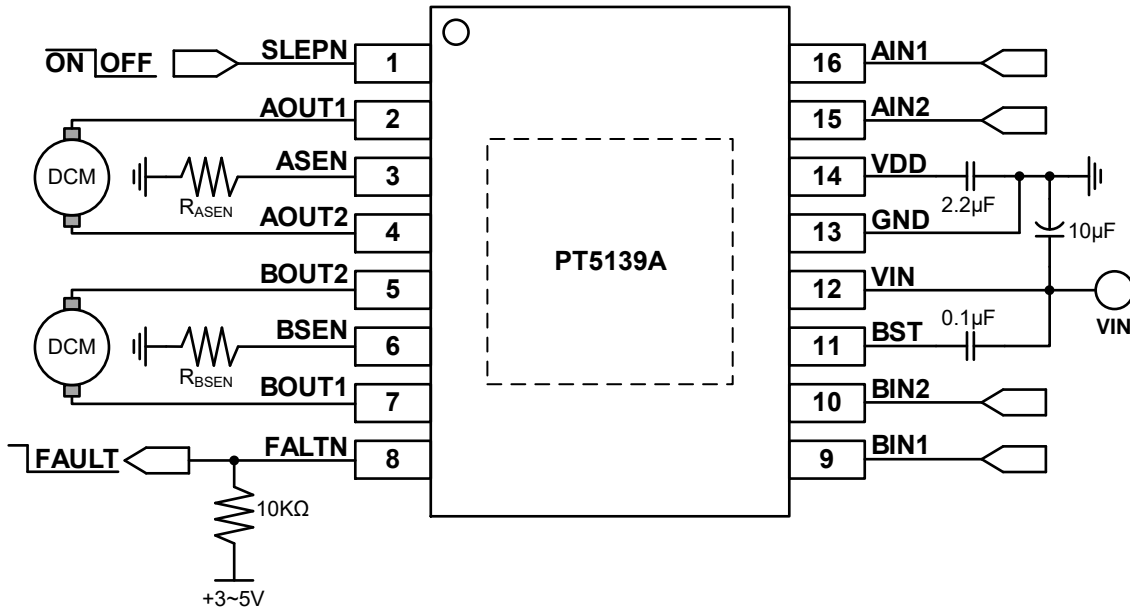 ON OFF
SLEPN
1
AOUT1
2
DCM
ASEN
3
RASEN
AOUT2
4
BOUT2
5
DCM
BSEN
6
RBSEN
BOUT1
7
FAULT
FALTN
8
10KΩ
+3~5V
PT5139A
16
AIN1
15
AIN2
14
VDD
2.2µF
13
GND
10µF
12
VIN
VIN
0.1µF
11
BST
10
BIN2
9
BIN1